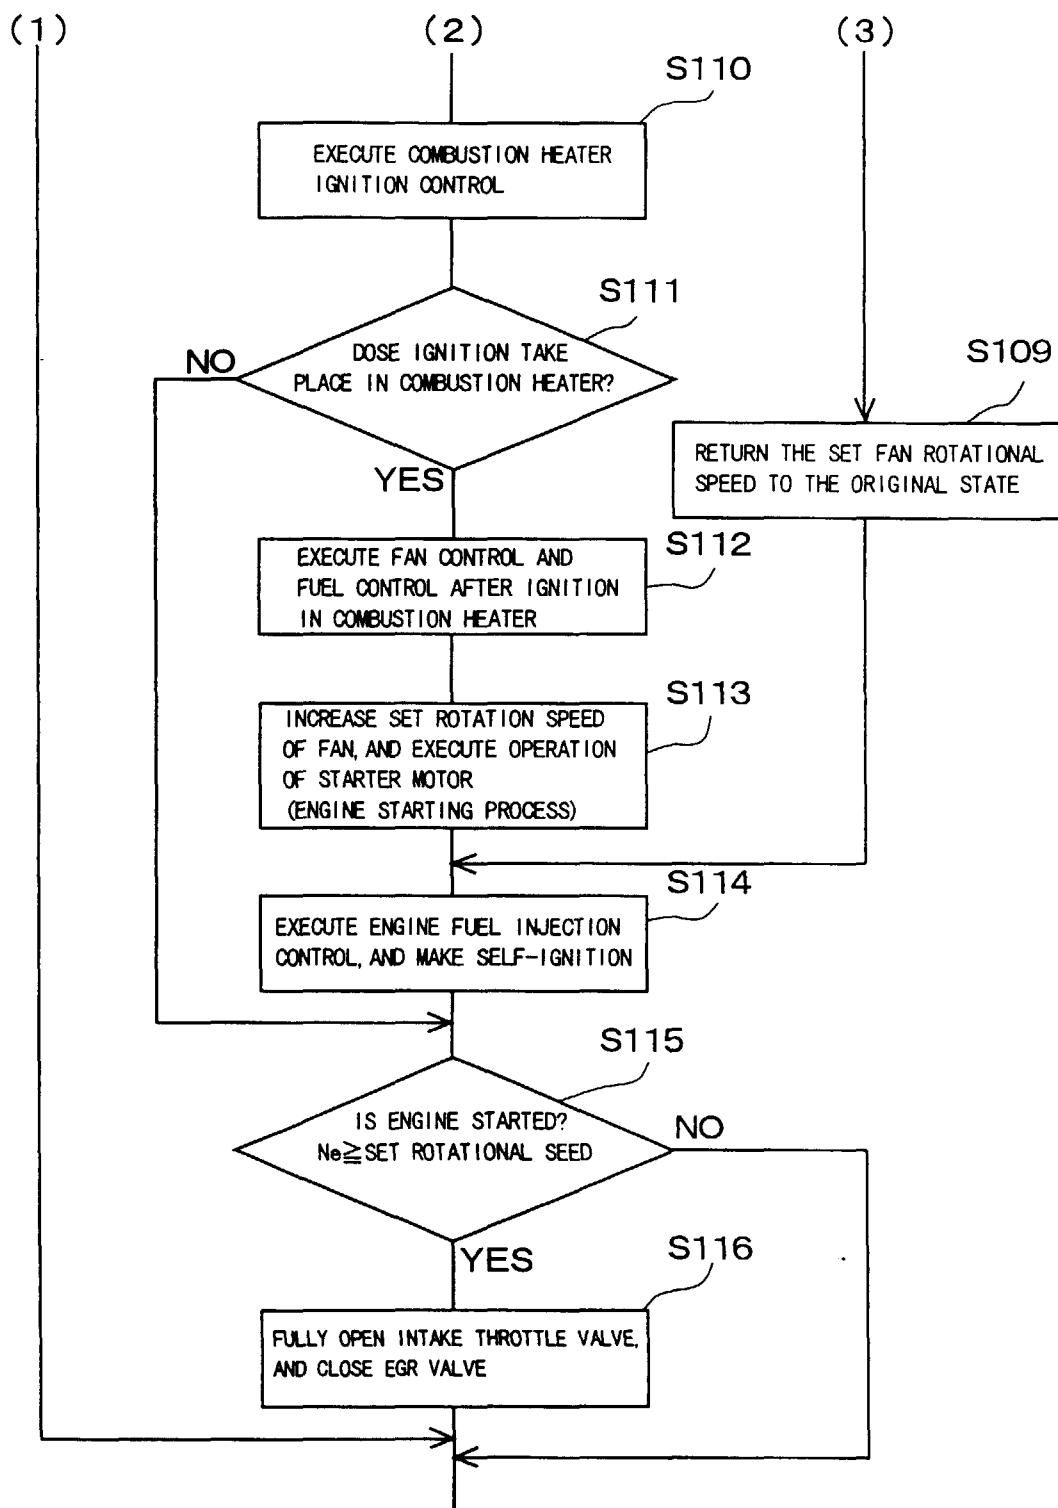 (1)
(2)
(3)
S110
EXECUTE COMBUSTION HEATER
IGNITION CONTROL
S111
NO
DOSE IGNITION TAKE
PLACE IN COMBUSTION HEATER?
YES
S109
RETURN THE SET FAN ROTATIONAL
SPEED TO THE ORIGINAL STATE
S112
EXECUTE FAN CONTROL AND
FUEL CONTROL AFTER IGNITION
IN COMBUSTION HEATER
S113
INCREASE SET ROTATION SPEED
OF FAN, AND EXECUTE OPERATION
OF STARTER MOTOR
(ENGINE STARTING PROCESS)
S114
EXECUTE ENGINE FUEL INJECTION
CONTROL, AND MAKE SELF-IGNITION
S115
IS ENGINE STARTED?
Ne≧SET ROTATIONAL SEED
NO
YES
S116
FULLY OPEN INTAKE THROTTLE VALVE,
AND CLOSE EGR VALVE